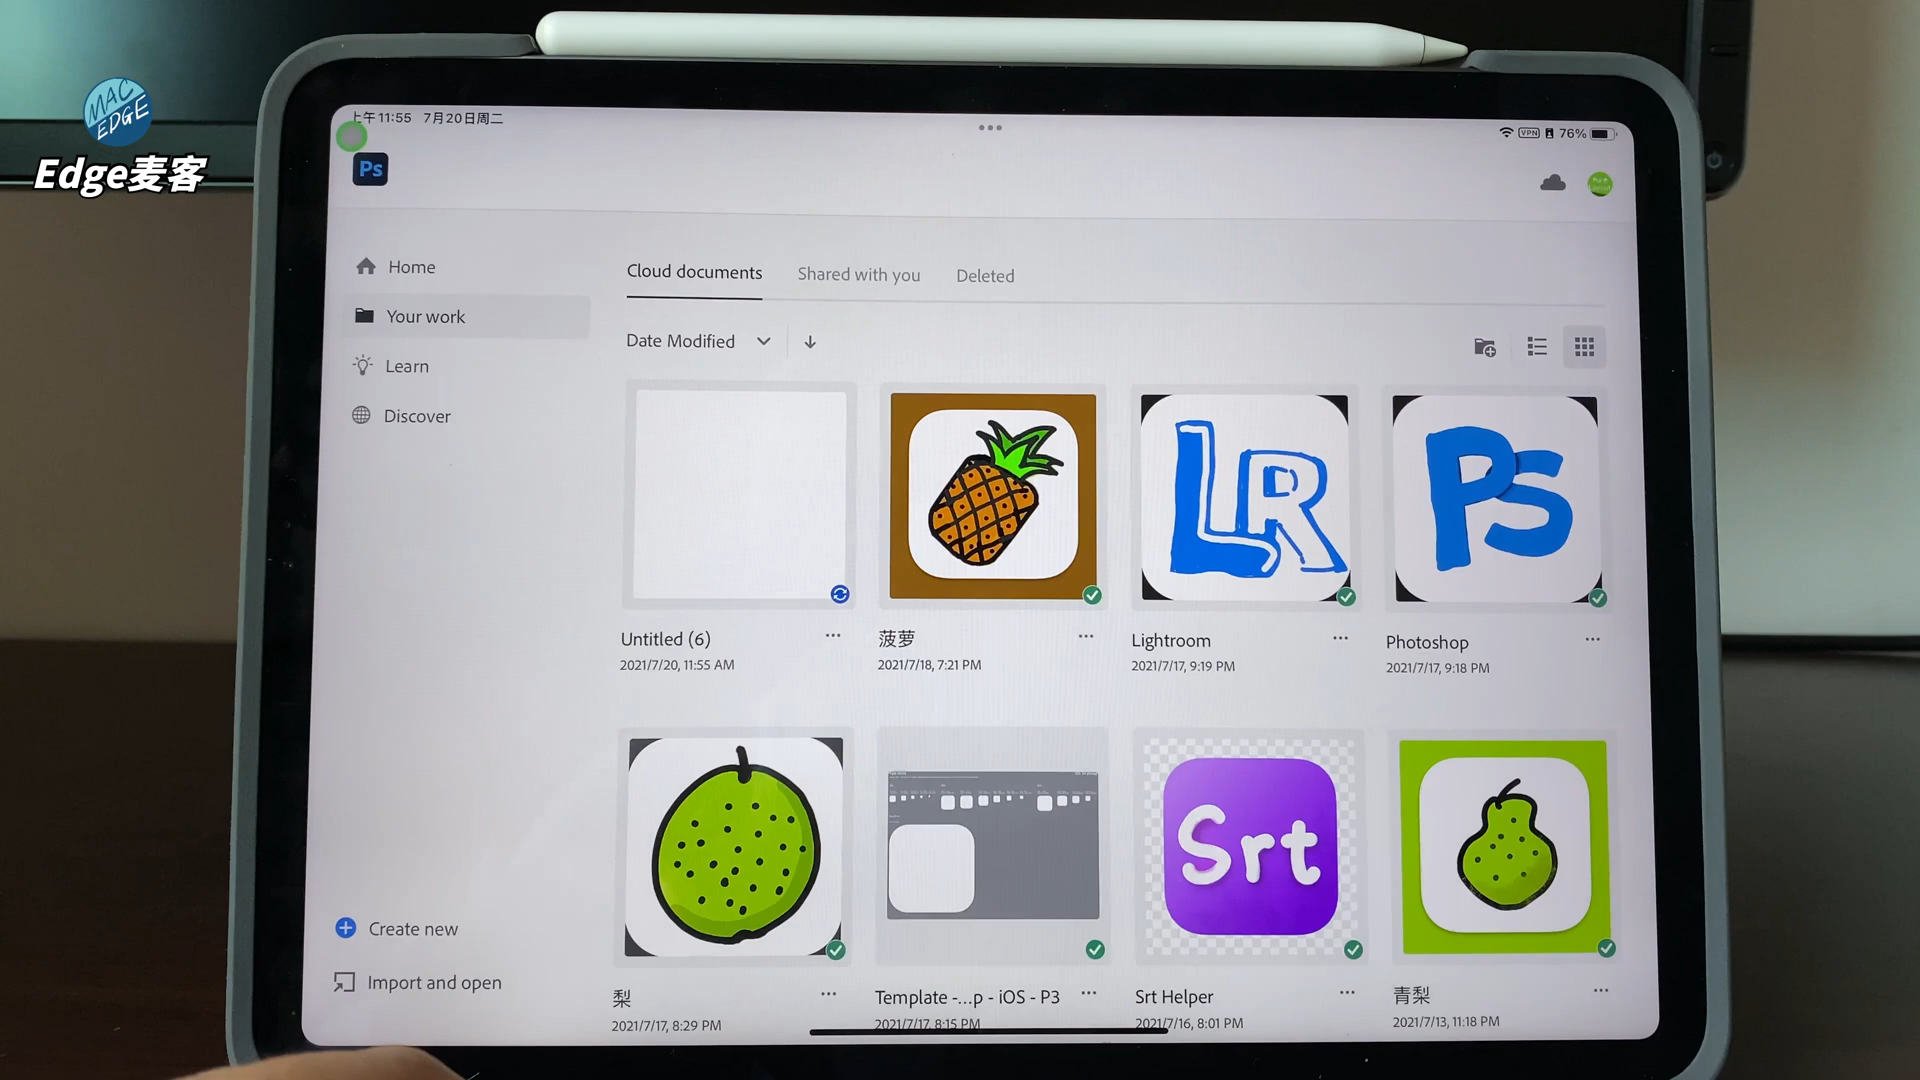 MAC
EDGE
Edge麦客
上午11:55 7月20日周二
VPN 76%
Ps
Home
Your work
Learn
Discover
Create new
Import and open
Cloud documents Shared with you Deleted
Date Modified
LR
PS
Untitled (6)
2021/7/20, 11:55 AM
菠萝
2021/7/18, 7:21 PM
Lightroom
2021/7/17, 9:19 PM
Photoshop
2021/7/17, 9:18 PM
Srt
梨
2021/7/17, 8:29 PM
Template -...p - iOS - P3
2021/7/17, 8:15 PM
Srt Helper
2021/7/16, 8:01 PM
青梨
2021/7/13, 11:18 PM